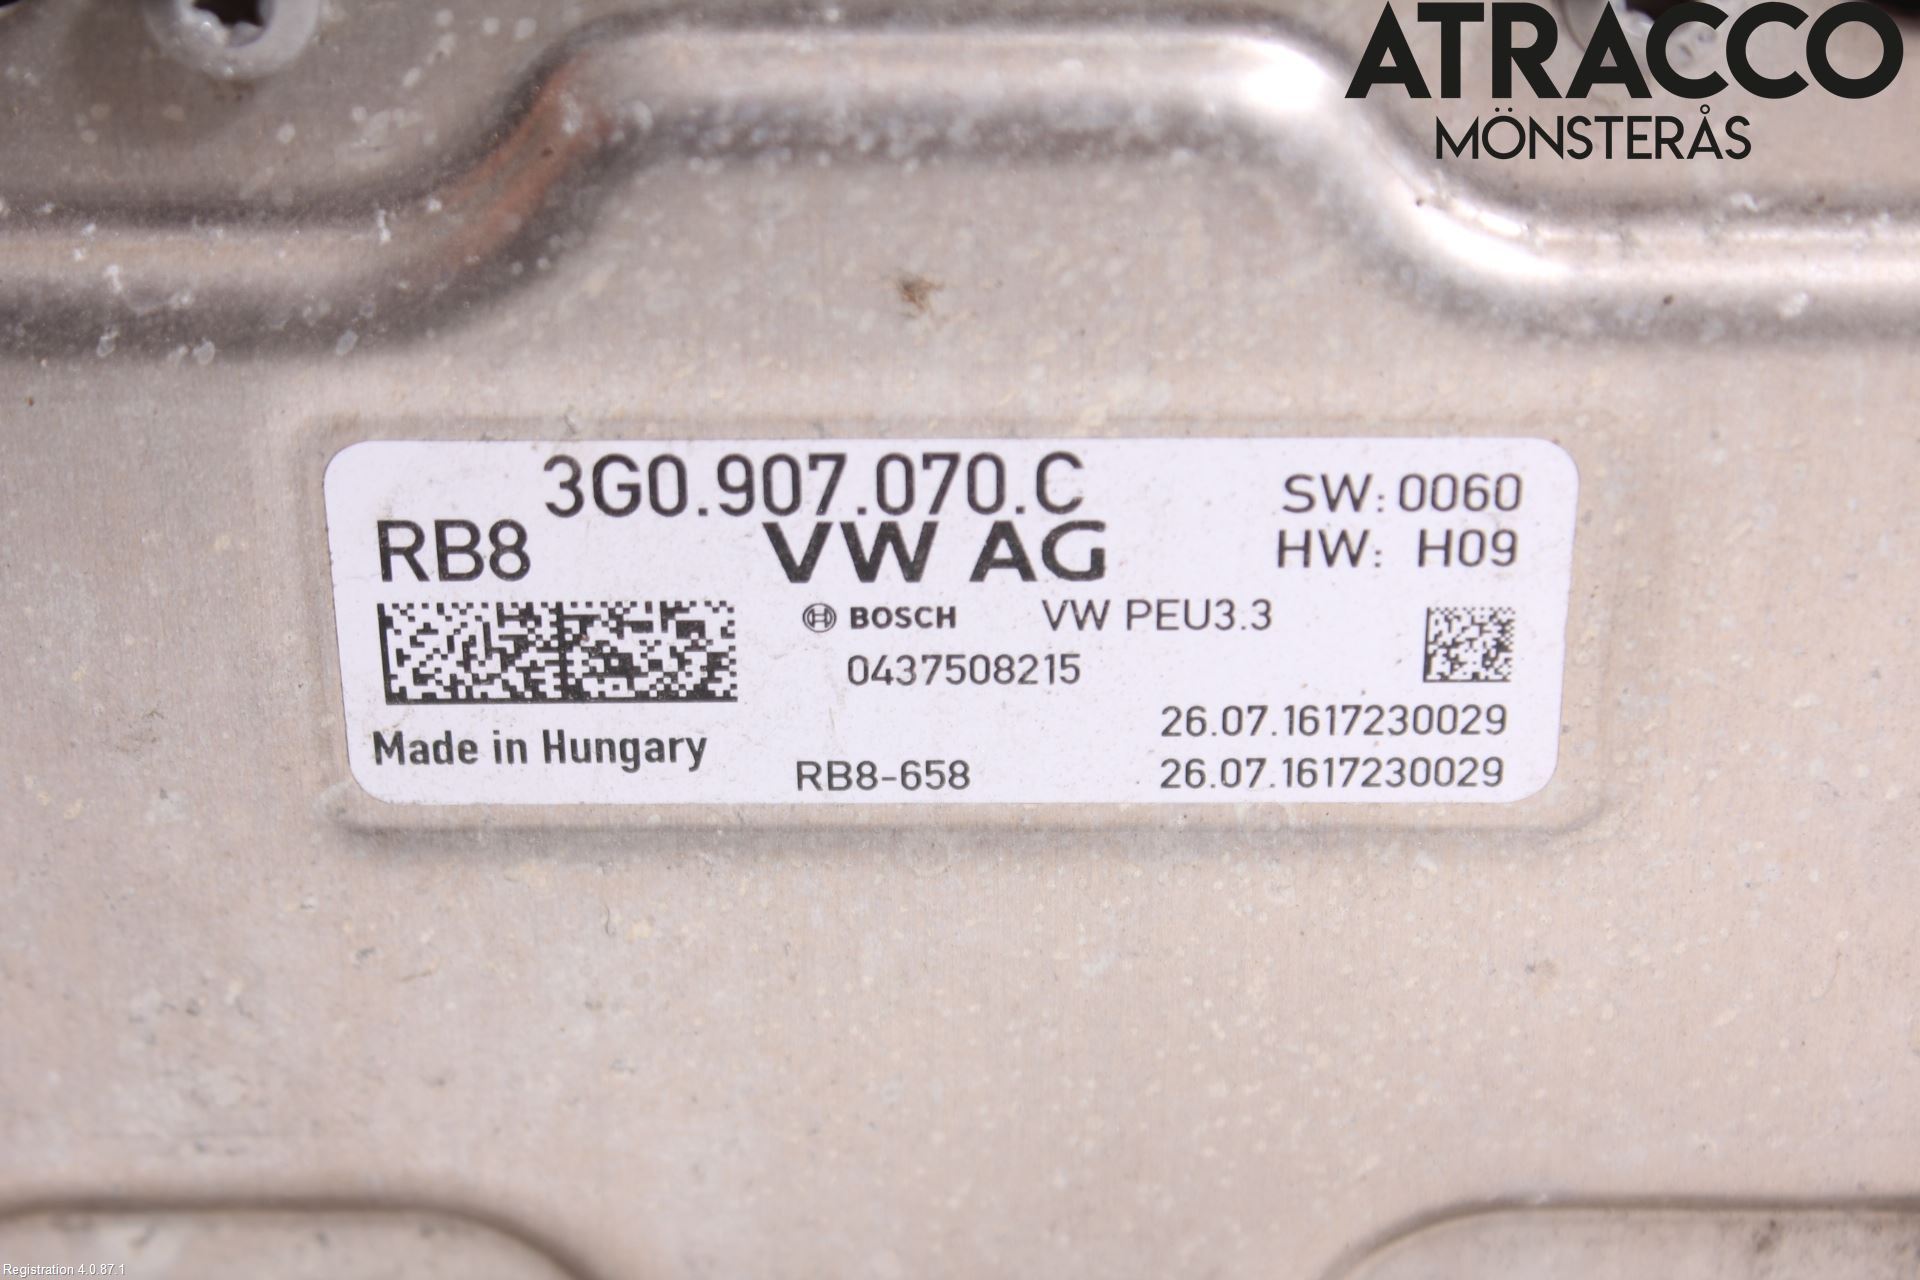 ATRACCO
MÖNSTERÅS
3G0.907.070.C
SW: 0060
RB8
VW AG
HW: H09
BOSCH
VW PEU3.3
0437508215
26.07.1617230029
Made in Hungary
RB8-658
26.07.1617230029
Registration 4.0.87.1